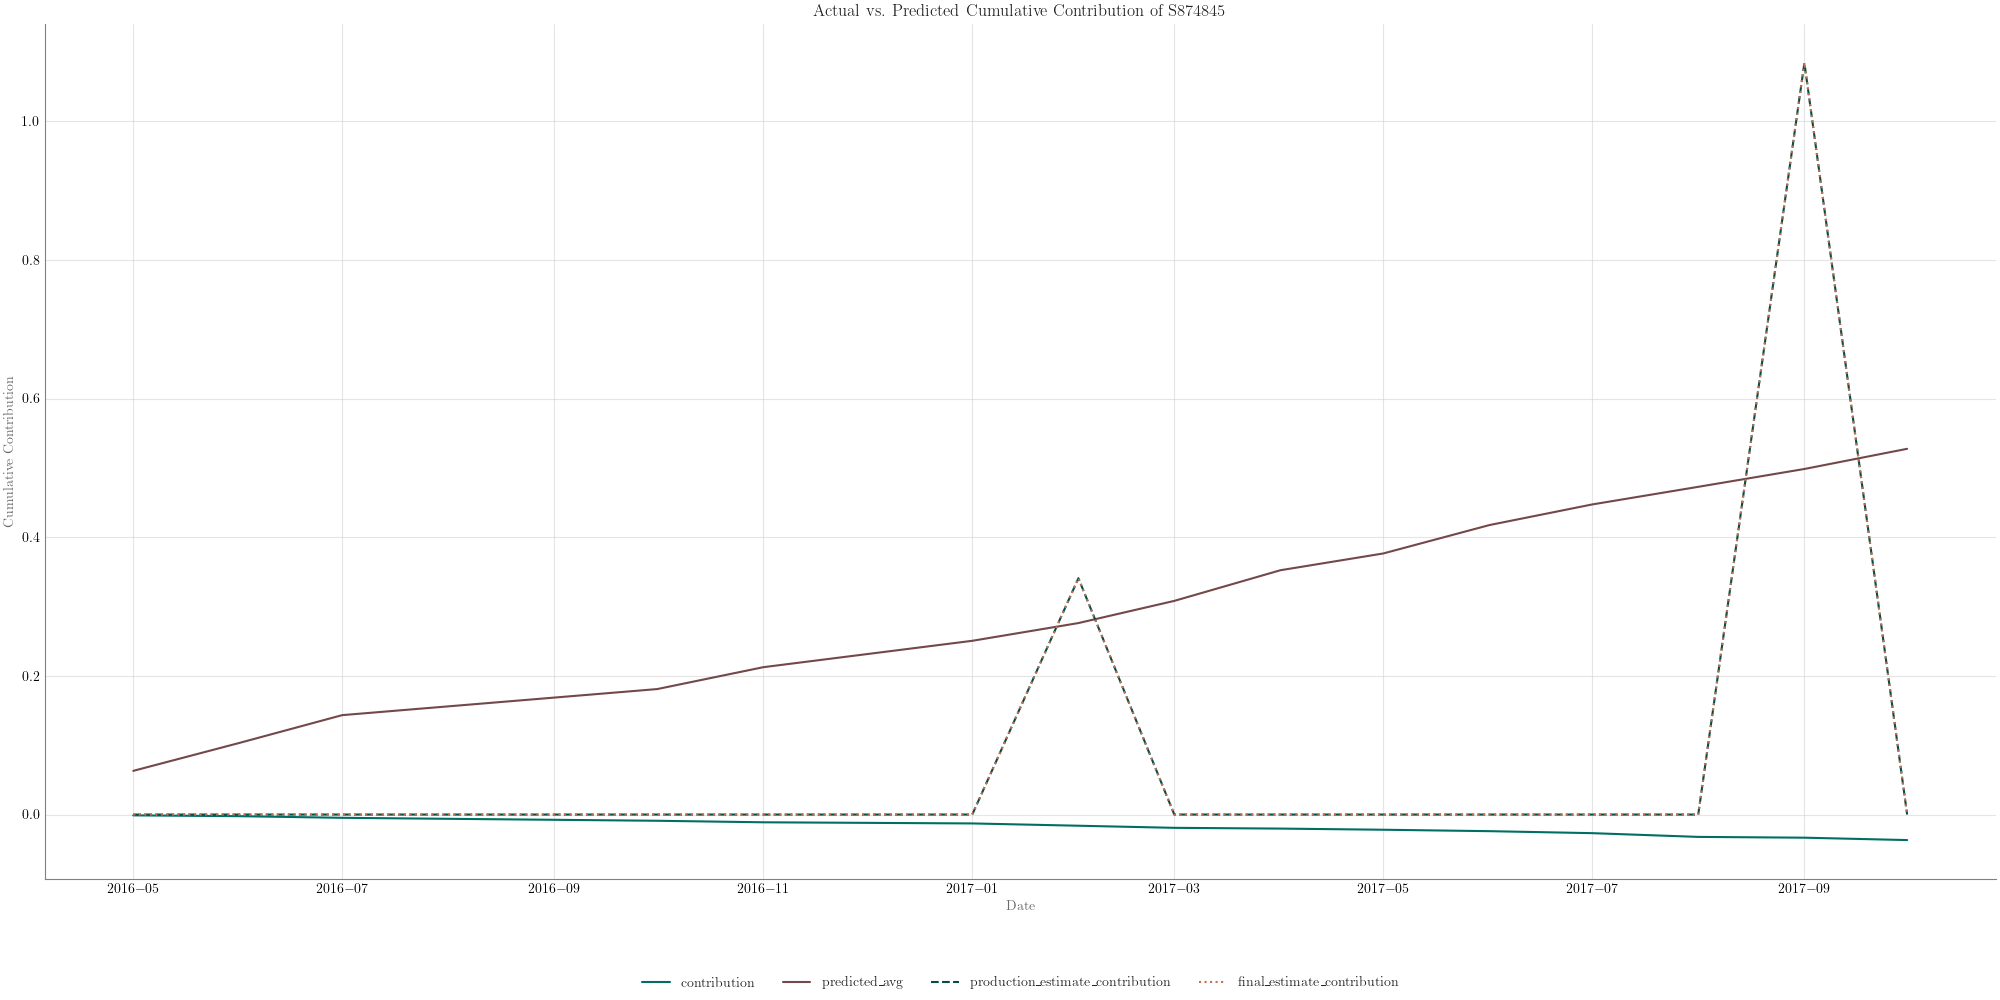 Actual vs. Predicted Cumulative Contribution of S874845
1.0
0.8
0.6
0.4
0.2
0.0
Cumulative Contribution
2016–05 2016–07 2016–09 2016–11 2017–01 2017–03 2017–05 2017–07 2017–09
Date
contribution predicted_avg production_estimate_contribution final_estimate_contribution